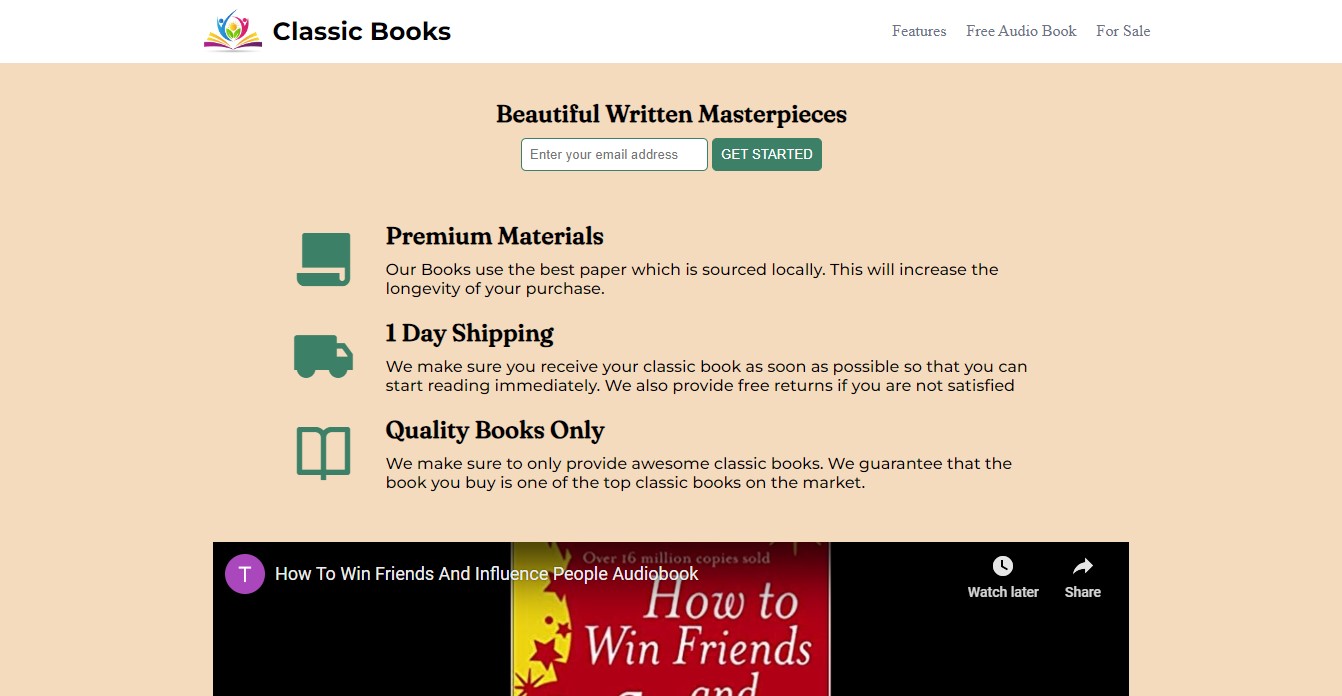 Classic Books
Features Free Audio Book For Sale
Beautiful Written Masterpieces
Enter your email address GET STARTED
Premium Materials
Our Books use the best paper which is sourced locally. This will increase the
longevity of your purchase.
1 Day Shipping
We make sure you receive your classic book as soon as possible so that you can
start reading immediately. We also provide free returns if you are not satisfied
Quality Books Only
We make sure to only provide awesome classic books. We guarantee that the
book you buy is one of the top classic books on the market.
T How To Win Friends And Influence People Audiobook
Watch later Share
Over 16 million copies sold
How to
Win Friends
and